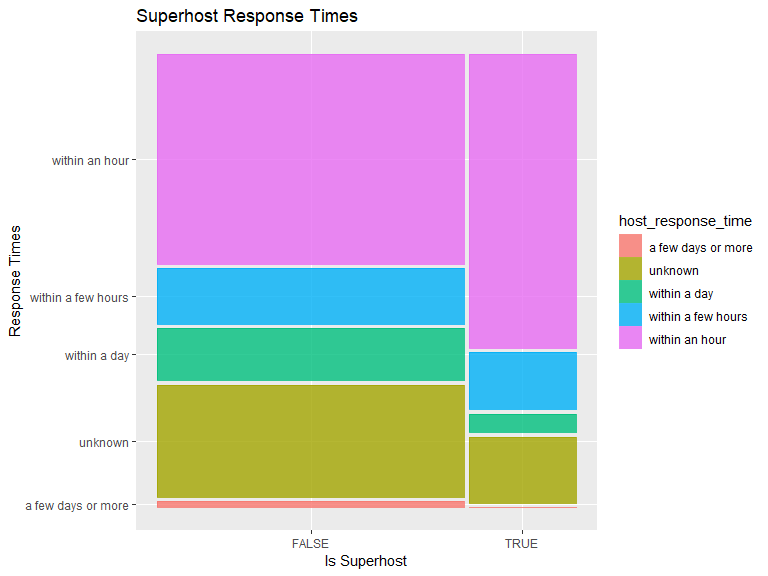 Superhost Response Times
Response Times
within an hour
within a few hours
within a day
unknown
a few days or more
FALSE
TRUE
Is Superhost
host_response_time
a few days or more
unknown
within a day
within a few hours
within an hour